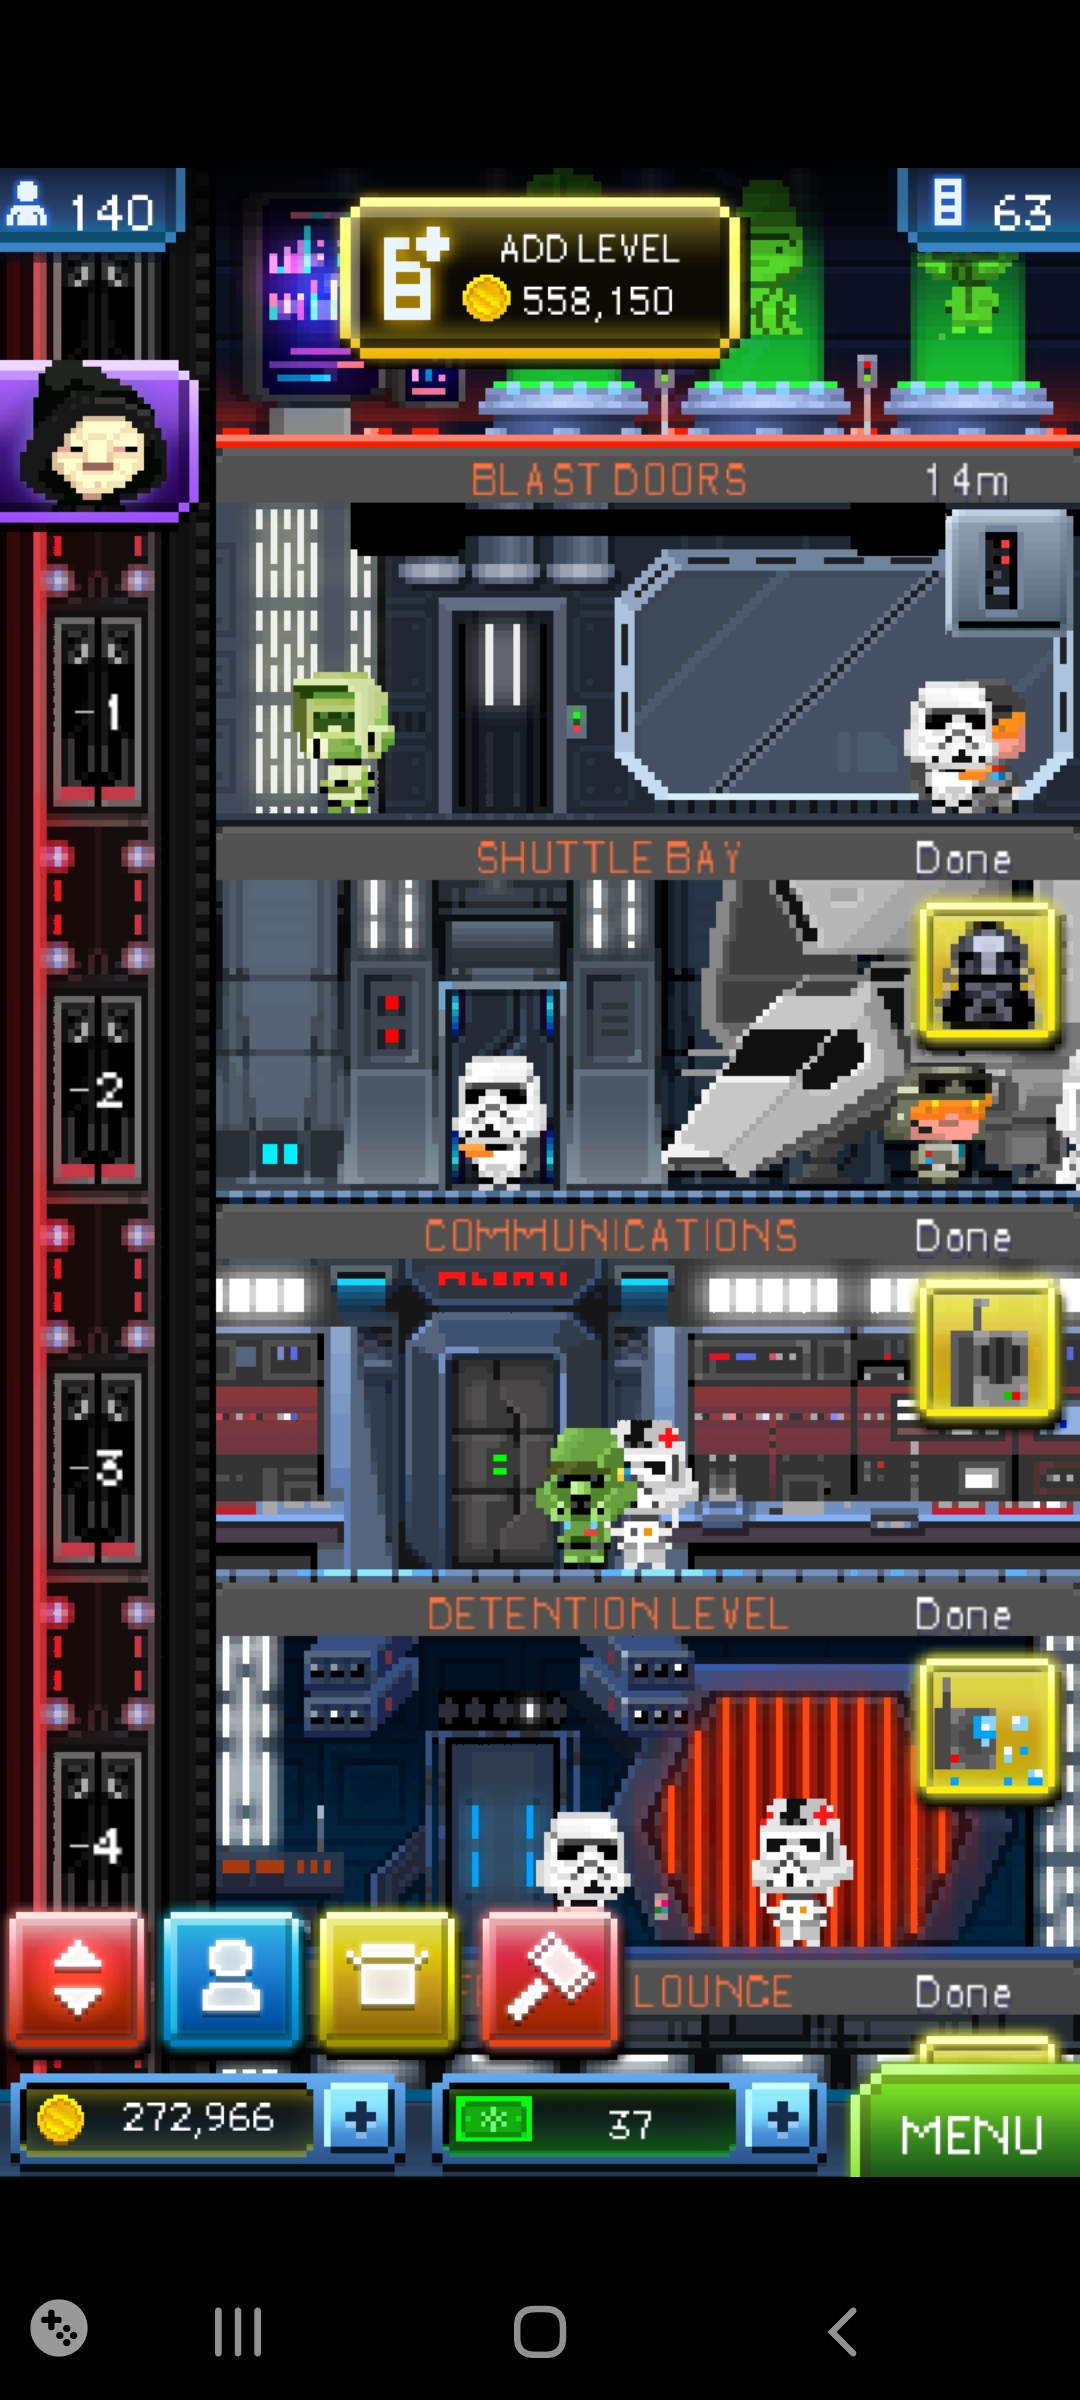 140
ADD LEVEL
558,150
63
BLAST DOORS 14m
-1
SHUTTLE BAY Done
-2
COMMUNICATIONS Done
-3
DETENTION LEVEL Done
-4
LOUNGE Done
272,966
37
MENU